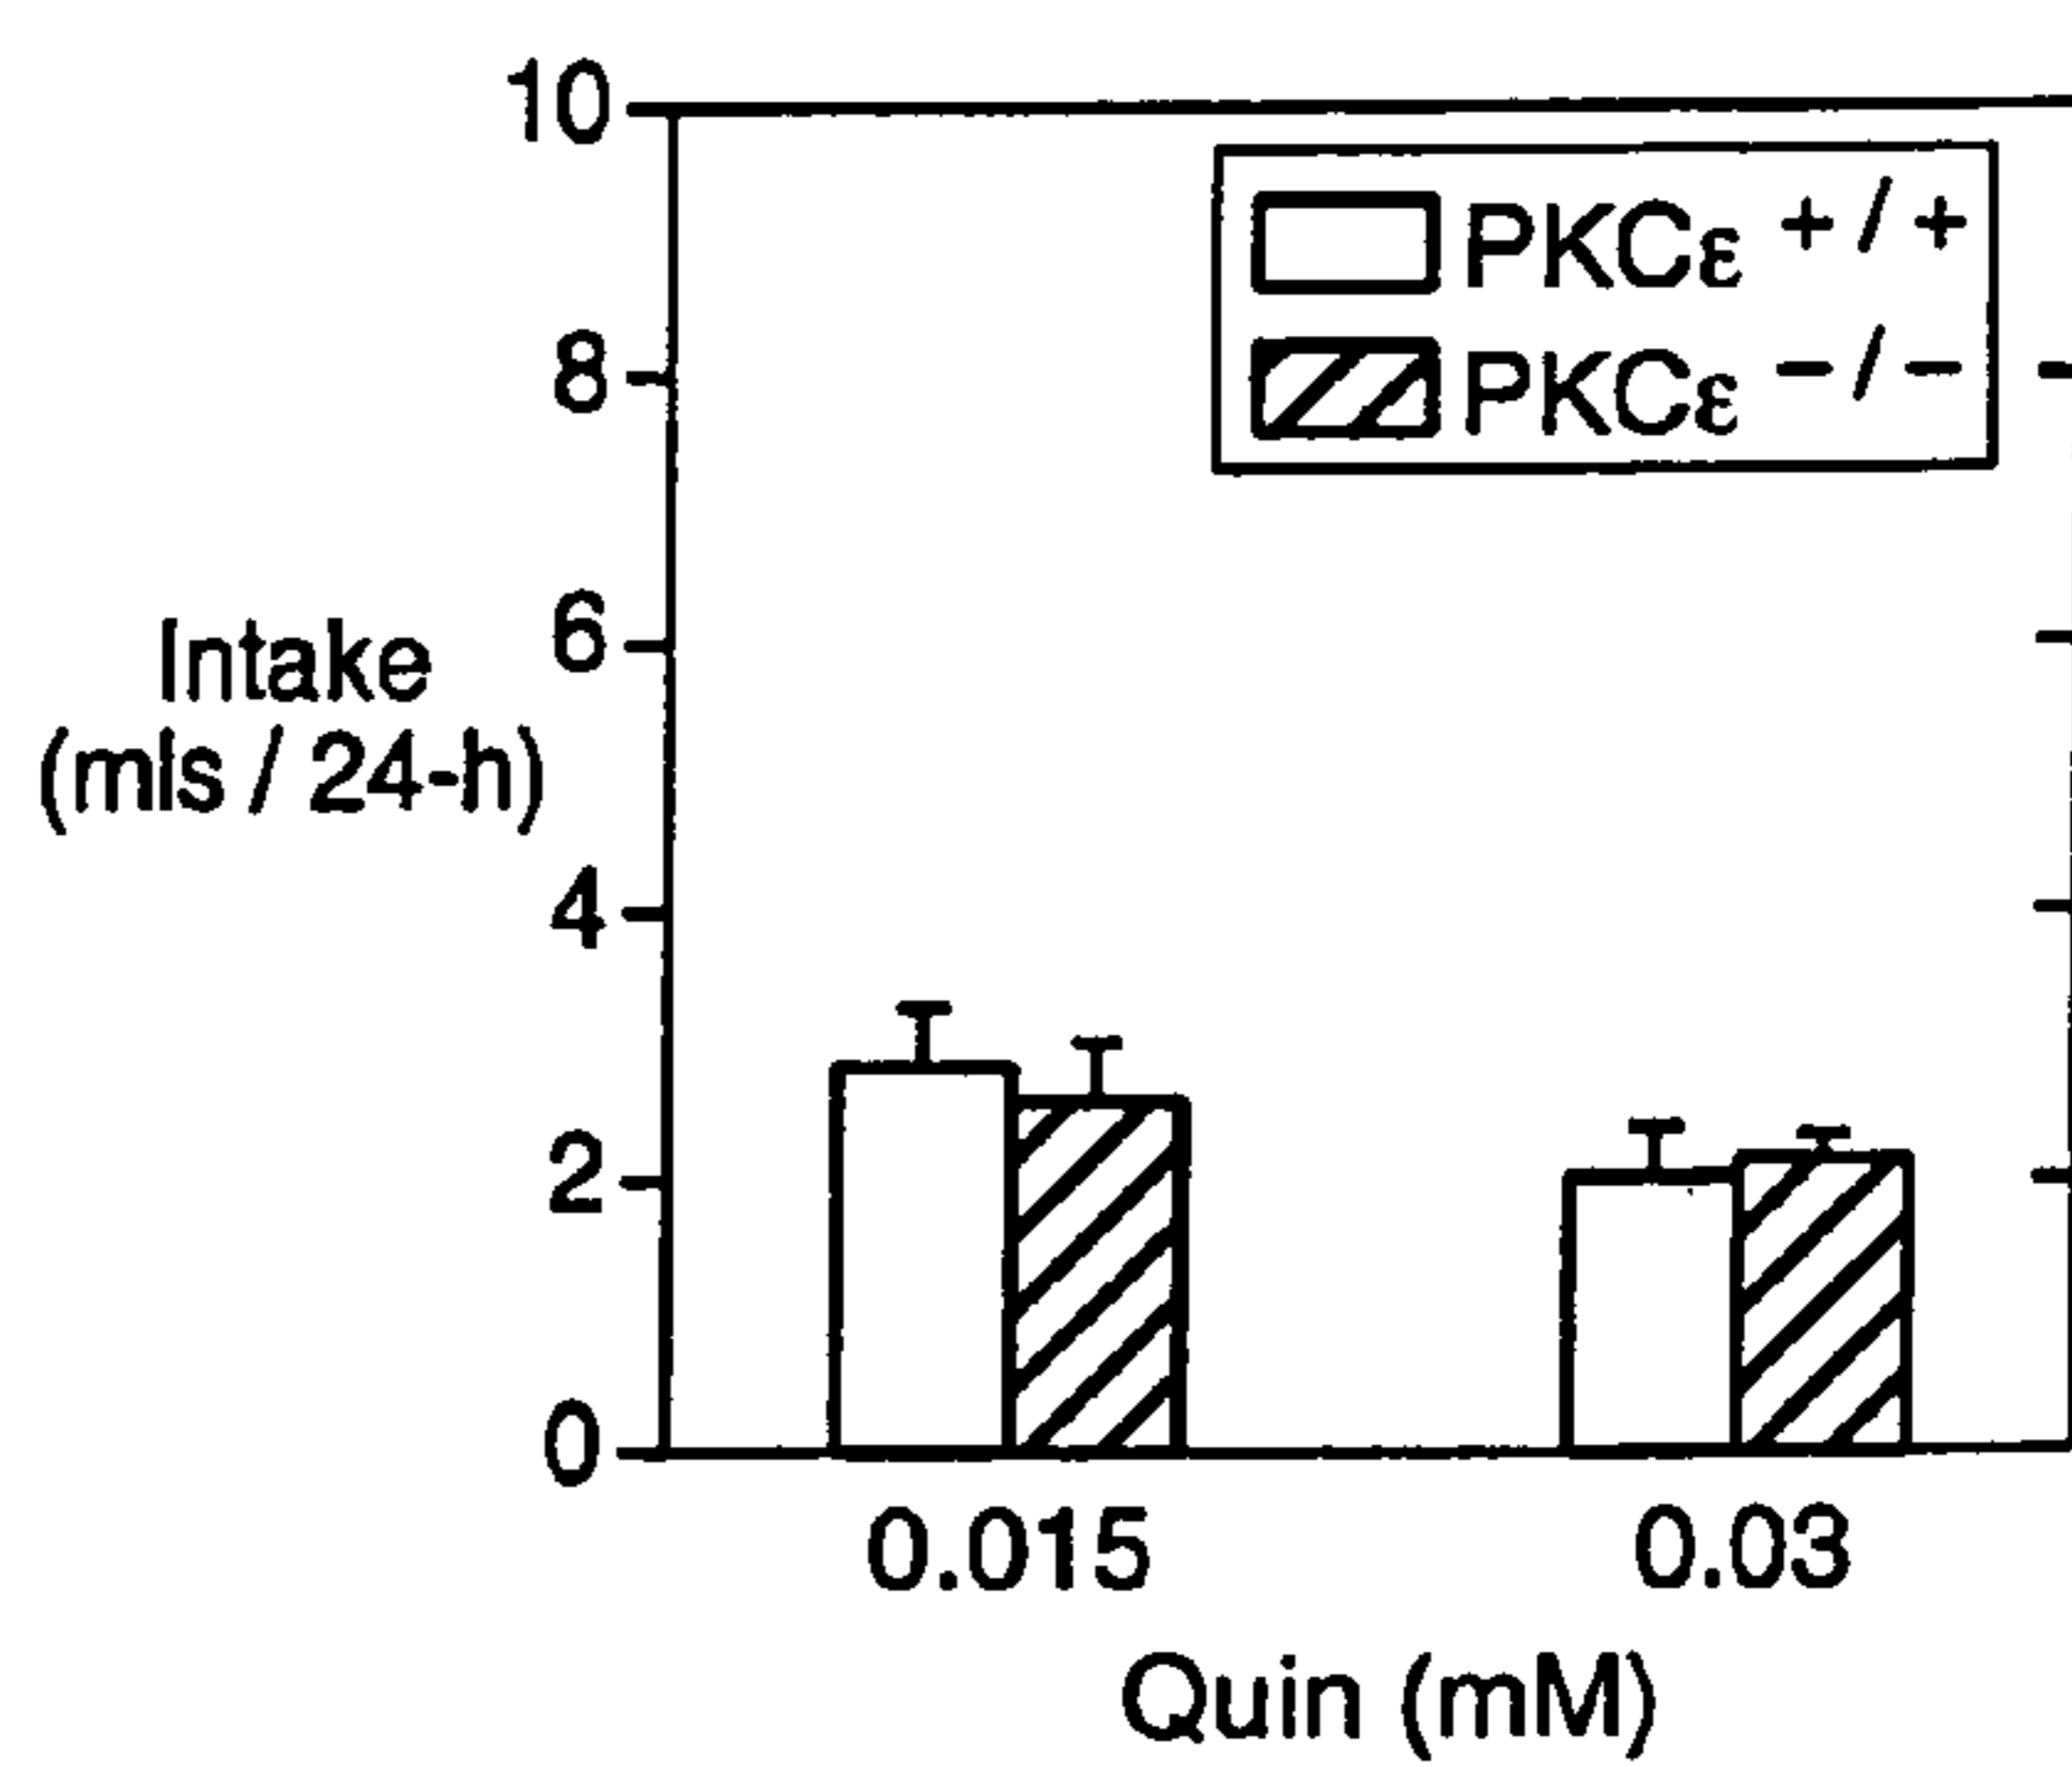 10
PKCε +/+
PKCε −/−
8
6
Intake
(mls / 24-h)
4
2
0
0.015
0.03
Quin (mM)